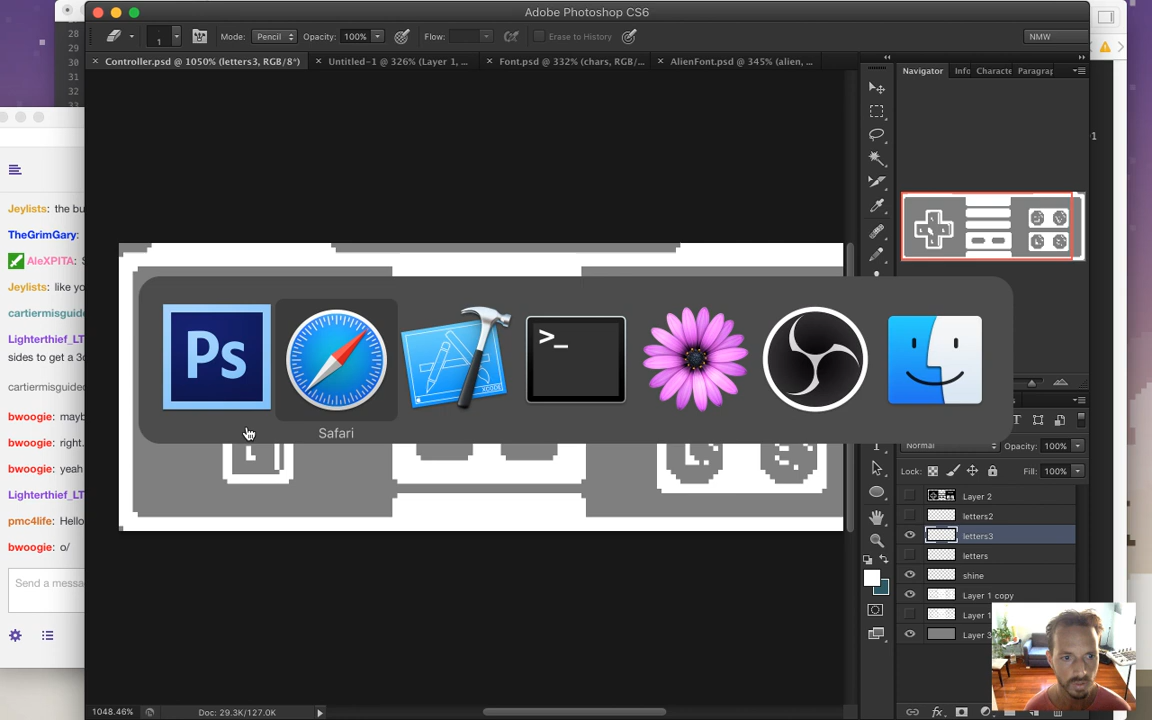 Adobe Photoshop CS6
1
Mode: Pencil
Opacity: 100%
Flow:
Erase to History
NMW
Controller.psd @ 1050% (letters3, RGB/8*)
Untitled-1 @ 326% (Layer 1, ...
Font.psd @ 332% (chars, RGB/...
AlienFont.psd @ 345% (alien, ...
28
29
30
31
32
Navigator
Info
Characte
Paragrap
Jeylists: the bu
TheGrimGary:
AleXPITA: S
Jeylists: like yo
cartiermisguide
Lighterthief_LT
sides to get a 3d
cartiermisguided
bwoogie: mayb
bwoogie: right.
bwoogie: yeah
Lighterthief_LT
pmc4life: Hello
bwoogie: o/
Send a messa
Ps
>_
XCODE
Safari
Normal
Opacity: 100%
Lock:
Fill: 100%
Layer 2
letters2
letters3
letters
shine
Layer 1 copy
Layer 1
Layer 3
fx
1048.46%
Doc: 29.3K/127.0K